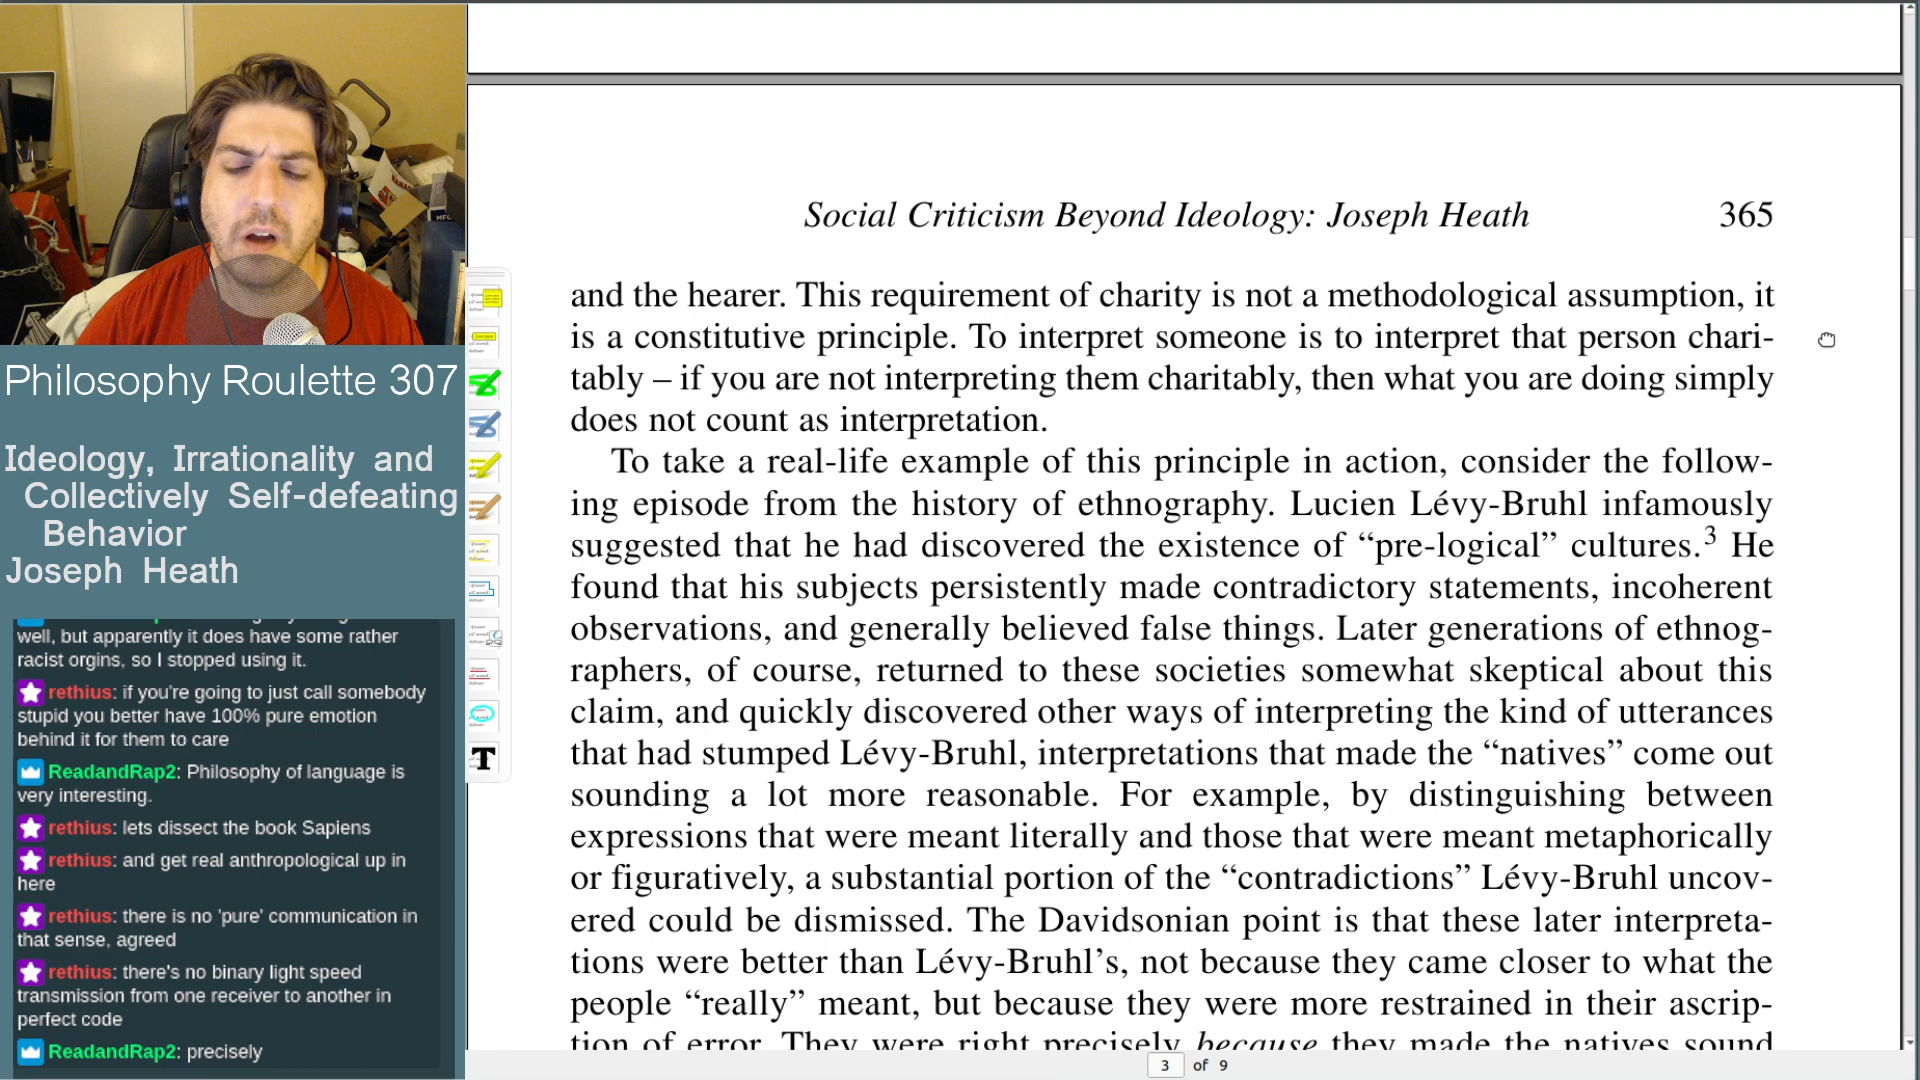 Philosophy Roulette 307
Ideology, Irrationality and
Collectively Self-defeating
Behavior
Joseph Heath
well, but apparently it does have some rather
racist orgins, so I stopped using it.
rethius: if you're going to just call somebody
stupid you better have 100% pure emotion
behind it for them to care
ReadandRap2: Philosophy of language is
very interesting.
rethius: lets dissect the book Sapiens
rethius: and get real anthropological up in
here
rethius: there is no 'pure' communication in
that sense, agreed
rethius: there's no binary light speed
transmission from one receiver to another in
perfect code
ReadandRap2: precisely
Social Criticism Beyond Ideology: Joseph Heath 365
and the hearer. This requirement of charity is not a methodological assumption, it
is a constitutive principle. To interpret someone is to interpret that person chari-
tably – if you are not interpreting them charitably, then what you are doing simply
does not count as interpretation.
To take a real-life example of this principle in action, consider the follow-
ing episode from the history of ethnography. Lucien Lévy-Bruhl infamously
suggested that he had discovered the existence of “pre-logical” cultures.3 He
found that his subjects persistently made contradictory statements, incoherent
observations, and generally believed false things. Later generations of ethnog-
raphers, of course, returned to these societies somewhat skeptical about this
claim, and quickly discovered other ways of interpreting the kind of utterances
that had stumped Lévy-Bruhl, interpretations that made the “natives” come out
sounding a lot more reasonable. For example, by distinguishing between
expressions that were meant literally and those that were meant metaphorically
or figuratively, a substantial portion of the “contradictions” Lévy-Bruhl uncov-
ered could be dismissed. The Davidsonian point is that these later interpreta-
tions were better than Lévy-Bruhl’s, not because they came closer to what the
people “really” meant, but because they were more restrained in their ascrip-
tion of error. They were right precisely because they made the natives sound
3 of 9
T